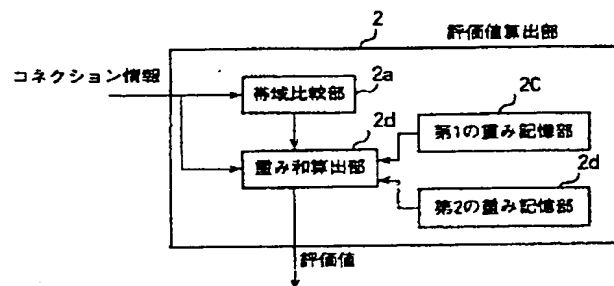 2
評価値算出部
コネクション情報
帯域比較部
2a
2d
重み和算出部
2C
第1の重み記憶部
2d
第2の重み記憶部
評価値